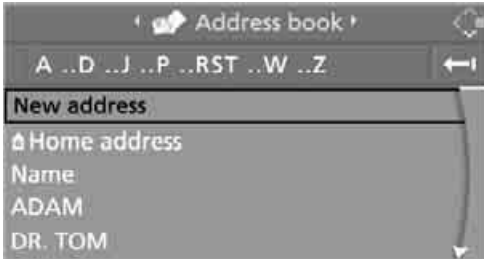 Address book
A ..D ..J ..P ..RST ..W ..Z
New address
Home address
Name
ADAM
DR. TOM